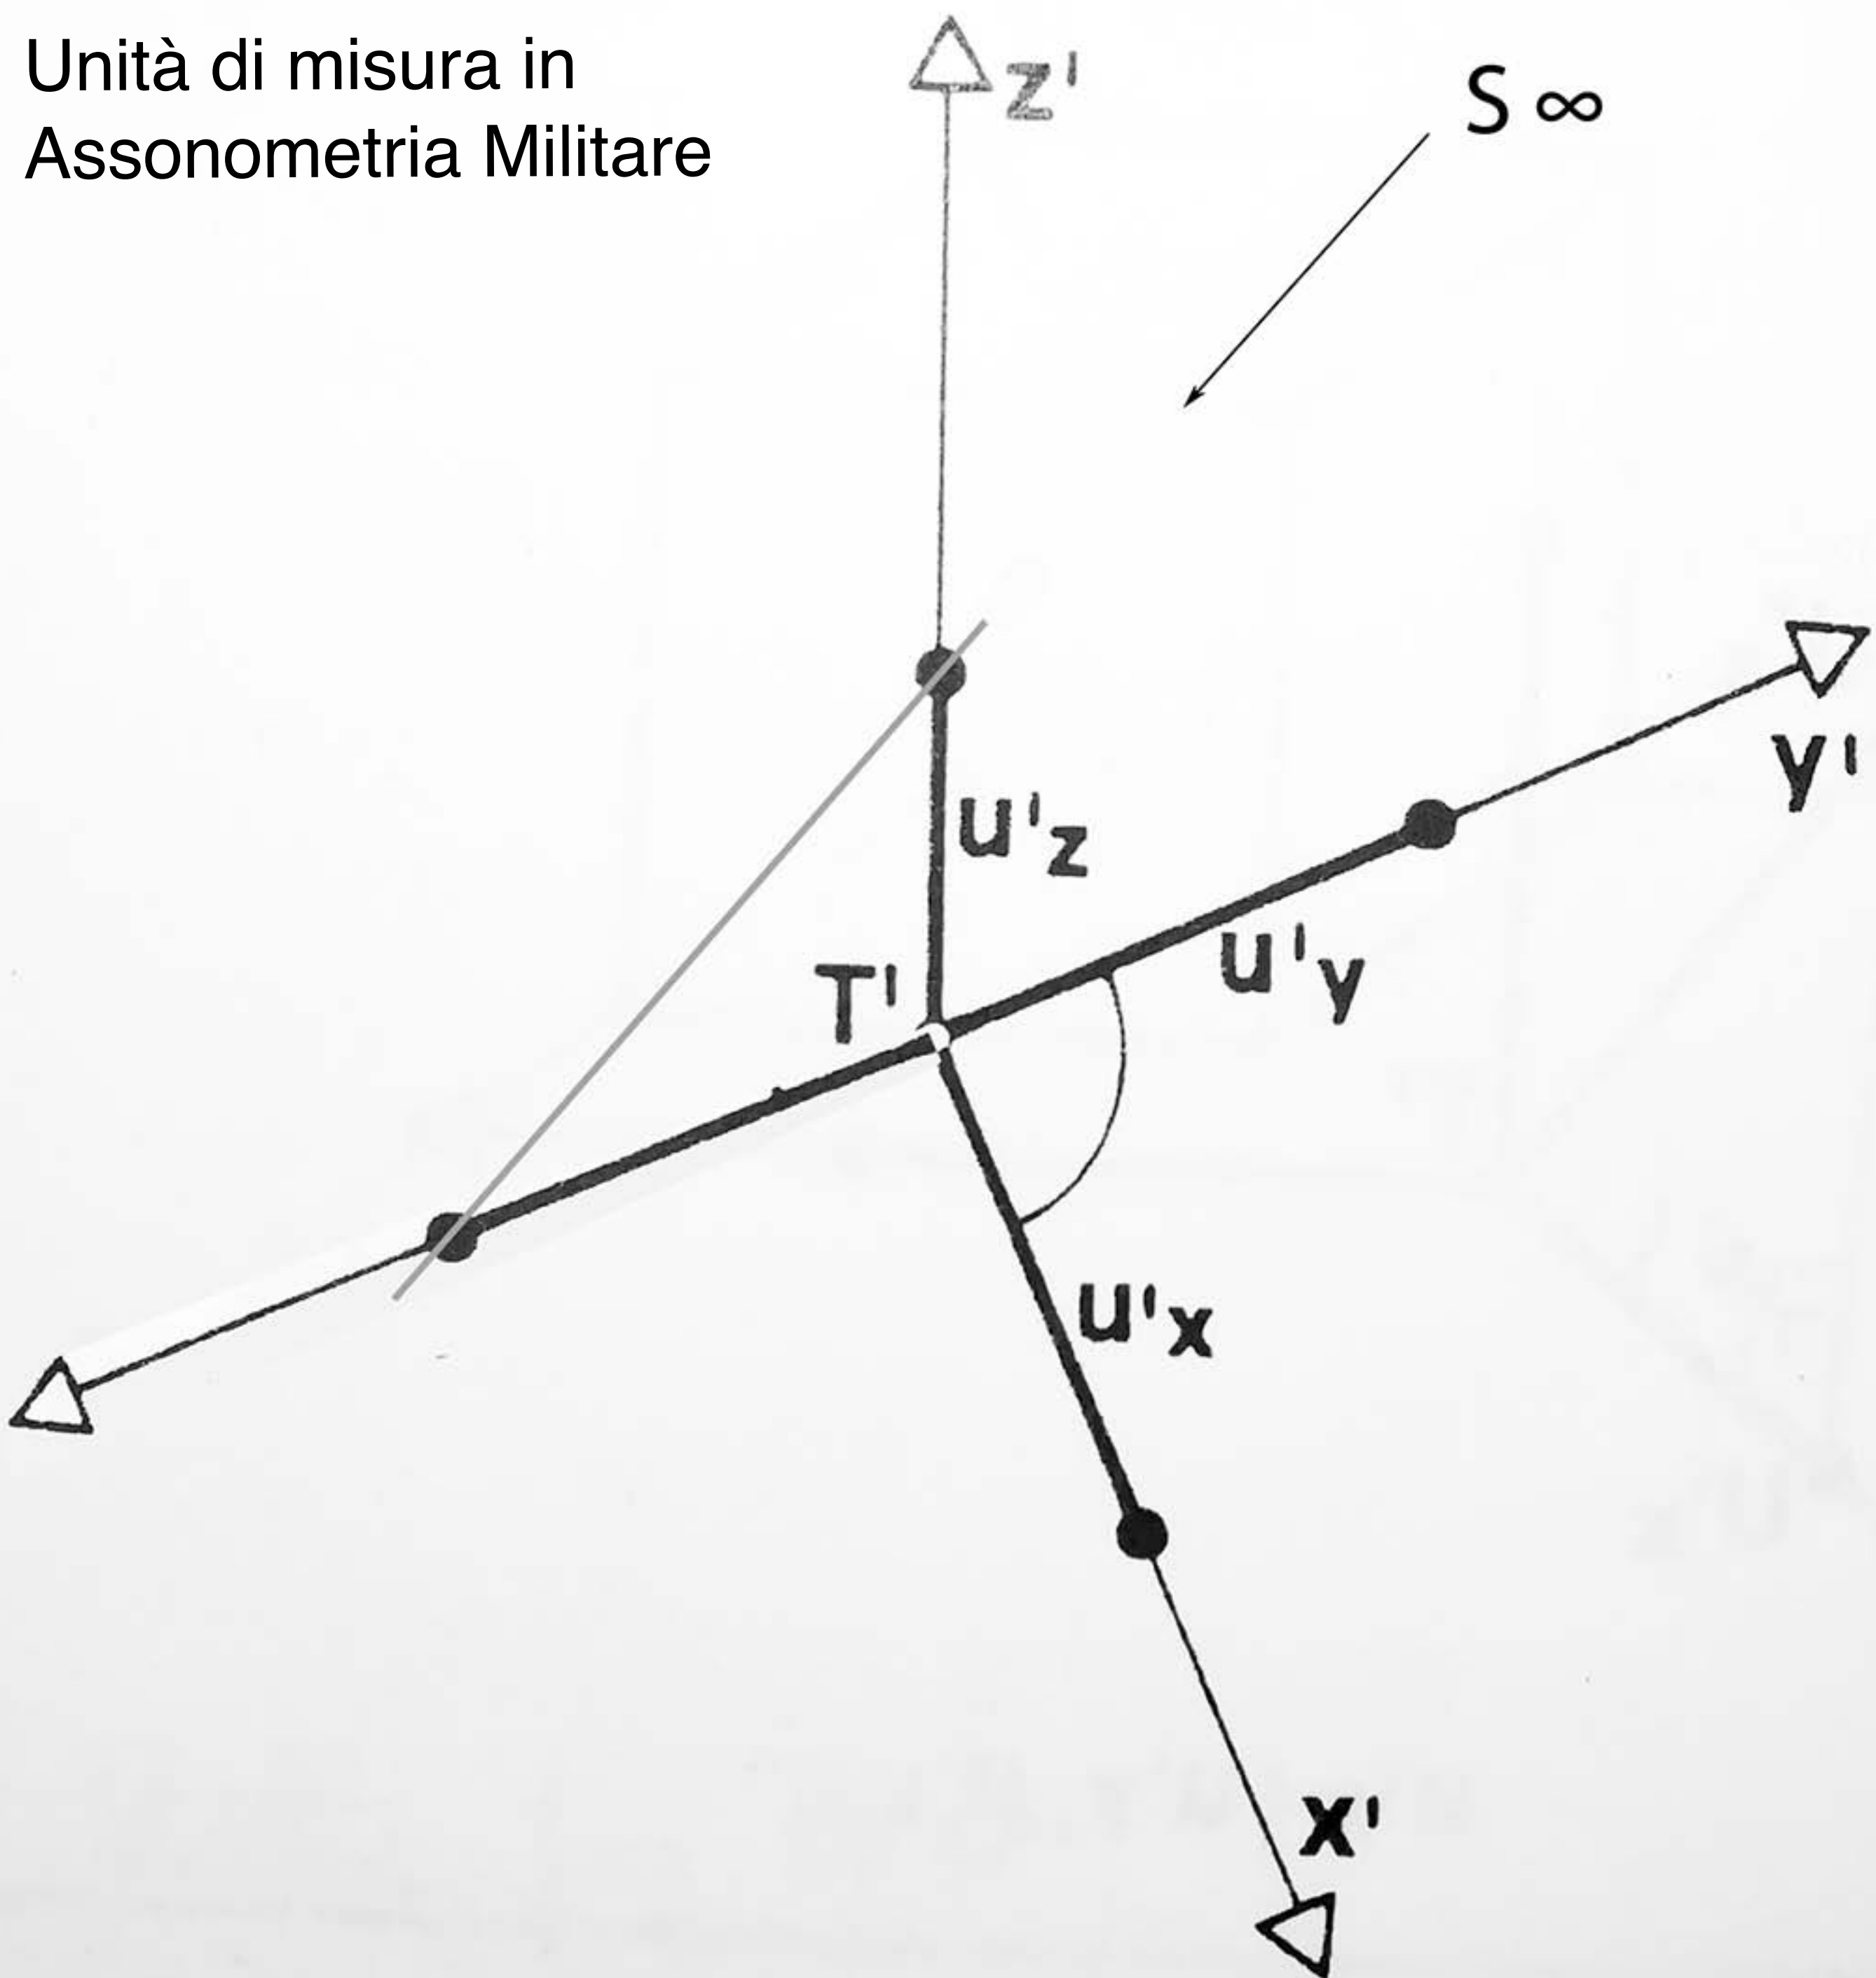 Unità di misura in
Assonometria Militare
z'
S ∞
y'
u'z
u'y
T'
u'x
x'